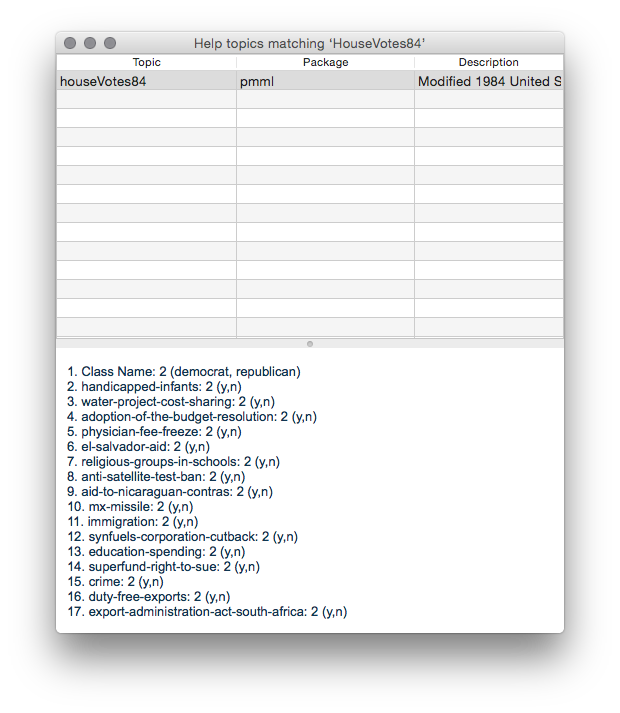 Help topics matching ‘HouseVotes84’
Topic Package Description
houseVotes84 pmml Modified 1984 United S
1. Class Name: 2 (democrat, republican)
2. handicapped-infants: 2 (y,n)
3. water-project-cost-sharing: 2 (y,n)
4. adoption-of-the-budget-resolution: 2 (y,n)
5. physician-fee-freeze: 2 (y,n)
6. el-salvador-aid: 2 (y,n)
7. religious-groups-in-schools: 2 (y,n)
8. anti-satellite-test-ban: 2 (y,n)
9. aid-to-nicaraguan-contras: 2 (y,n)
10. mx-missile: 2 (y,n)
11. immigration: 2 (y,n)
12. synfuels-corporation-cutback: 2 (y,n)
13. education-spending: 2 (y,n)
14. superfund-right-to-sue: 2 (y,n)
15. crime: 2 (y,n)
16. duty-free-exports: 2 (y,n)
17. export-administration-act-south-africa: 2 (y,n)